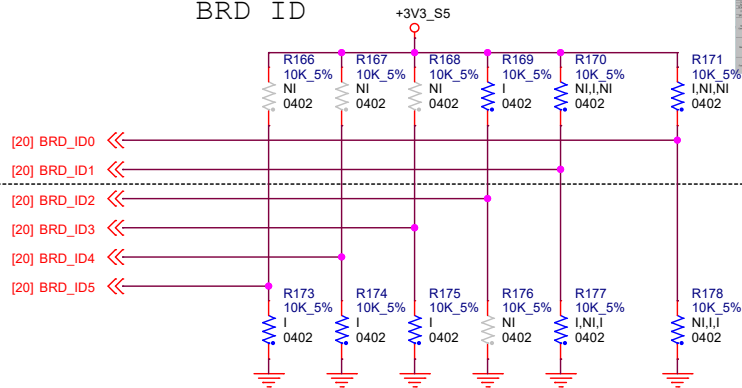 BRD ID
+3V3_S5
R166
10K_5%
NI
0402
R167
10K_5%
NI
0402
R168
10K_5%
NI
0402
R169
10K_5%
I
0402
R170
10K_5%
NI,I,NI
0402
R171
10K_5%
I,NI,NI
0402
[20] BRD_ID0
[20] BRD_ID1
[20] BRD_ID2
[20] BRD_ID3
[20] BRD_ID4
[20] BRD_ID5
R173
10K_5%
I
0402
R174
10K_5%
I
0402
R175
10K_5%
I
0402
R176
10K_5%
NI
0402
R177
10K_5%
I,NI,I
0402
R178
10K_5%
NI,I,I
0402